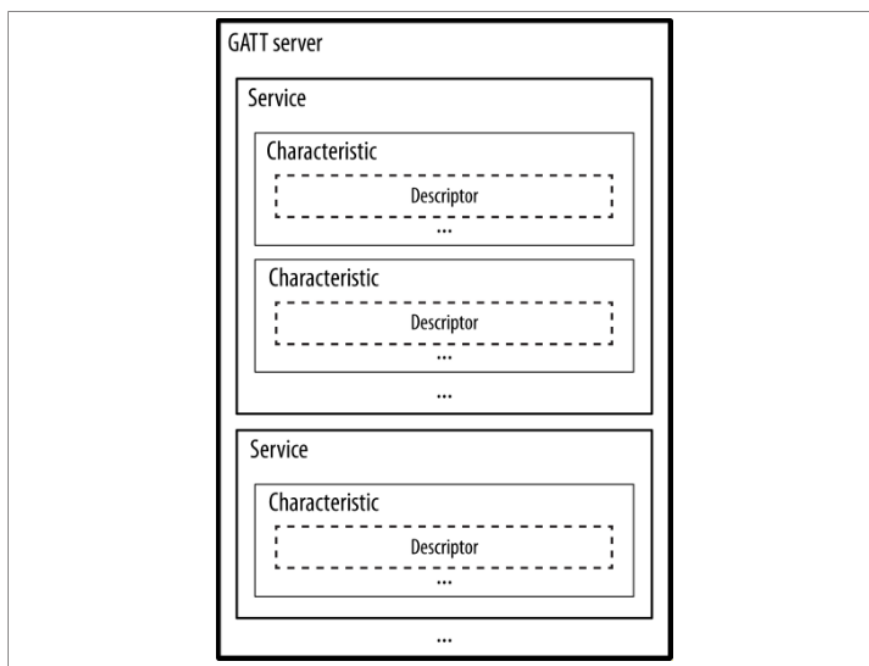 GATT server
Service
Characteristic
Descriptor
...
Characteristic
Descriptor
...
...
Service
Characteristic
Descriptor
...
...